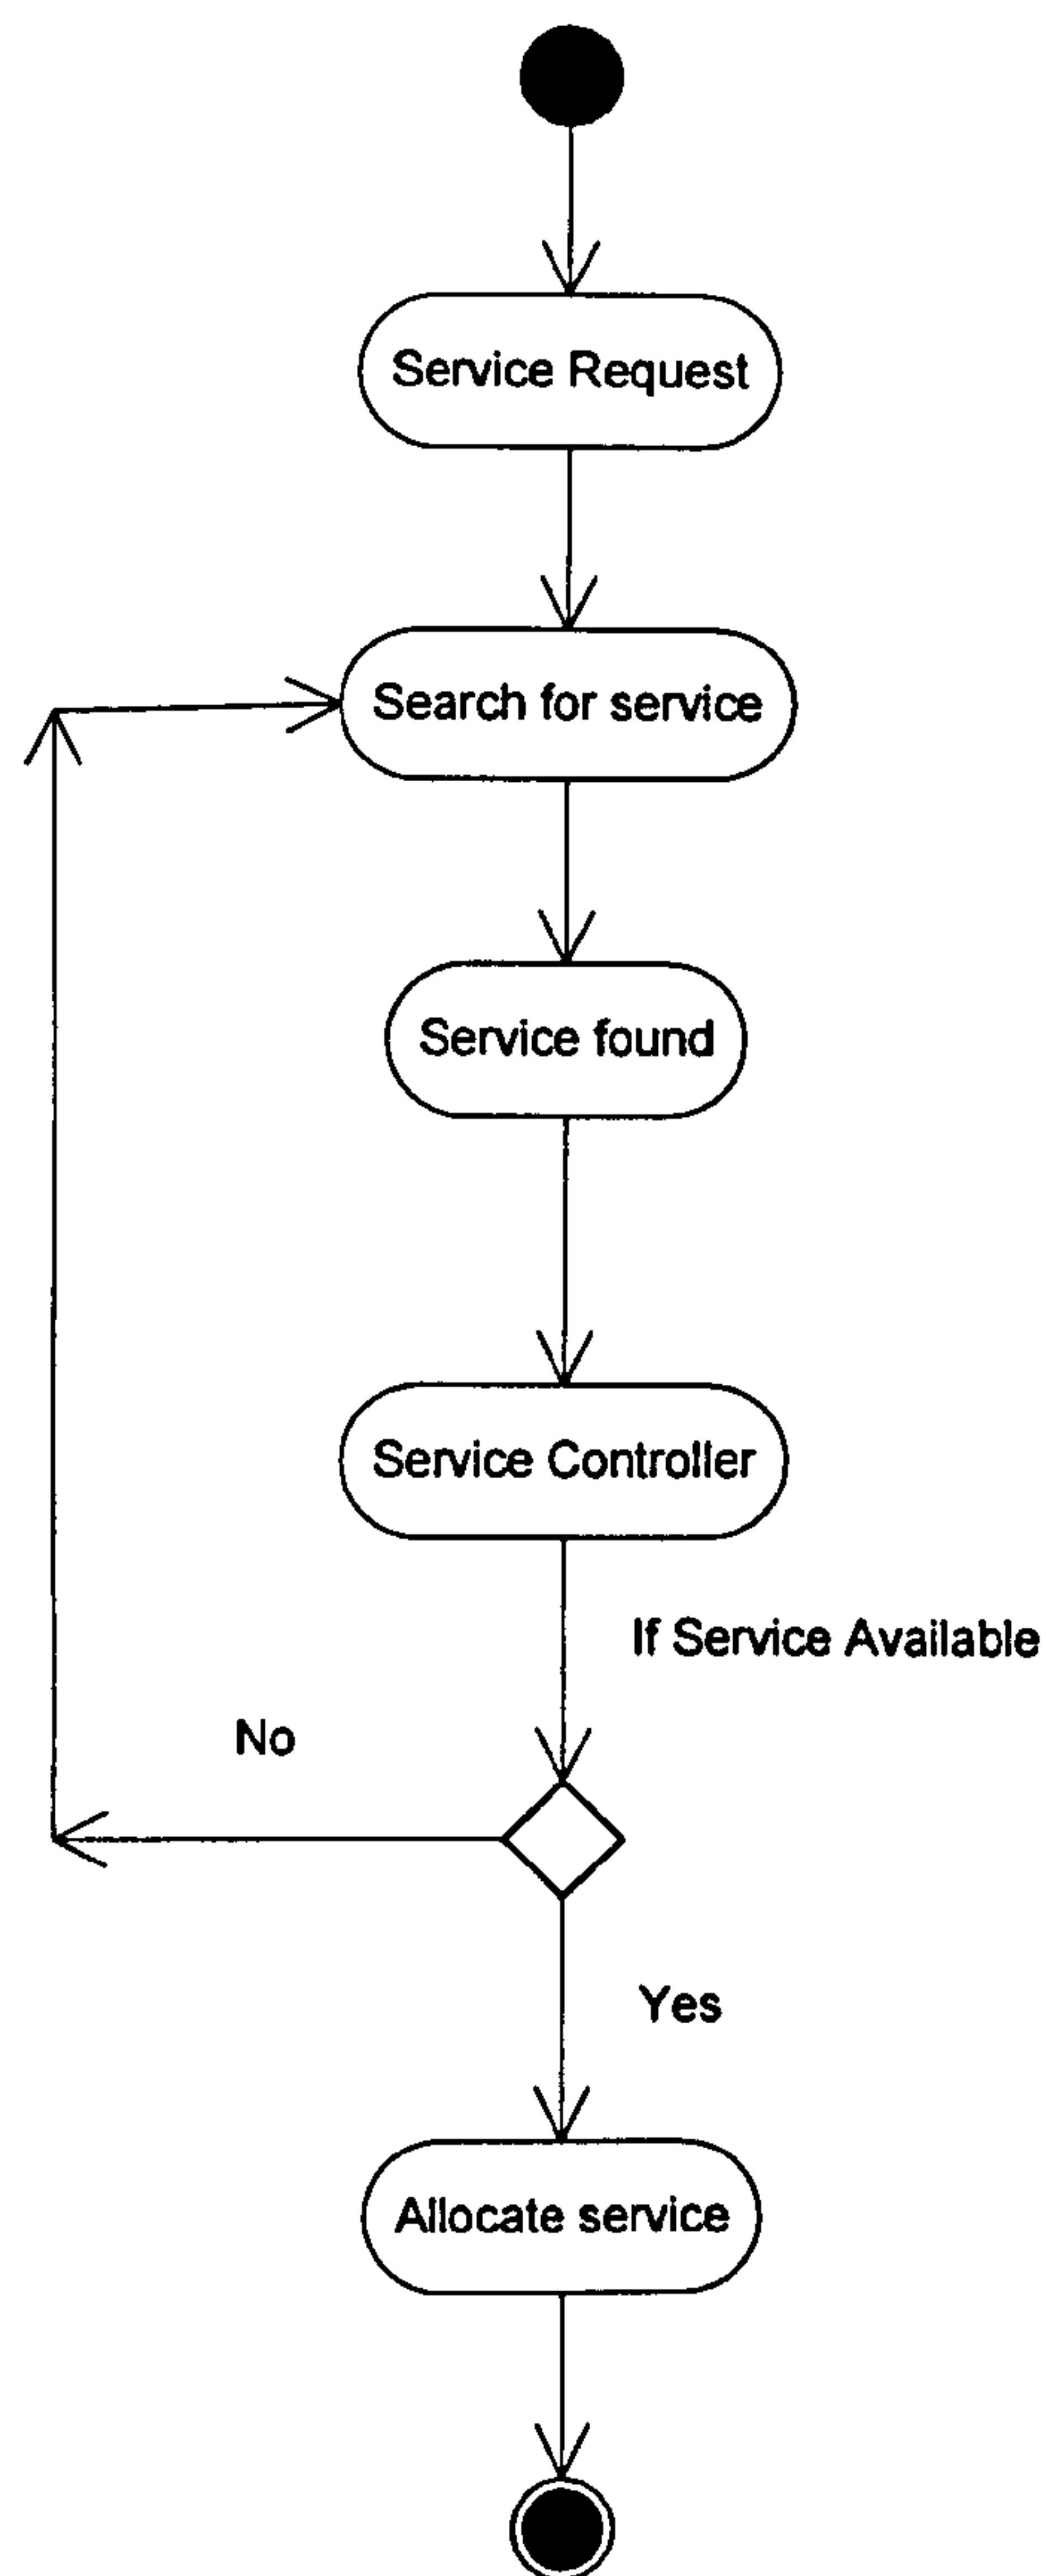 Service Request
Search for service
Service found
Service Controller
If Service Available
No
Yes
Allocate service